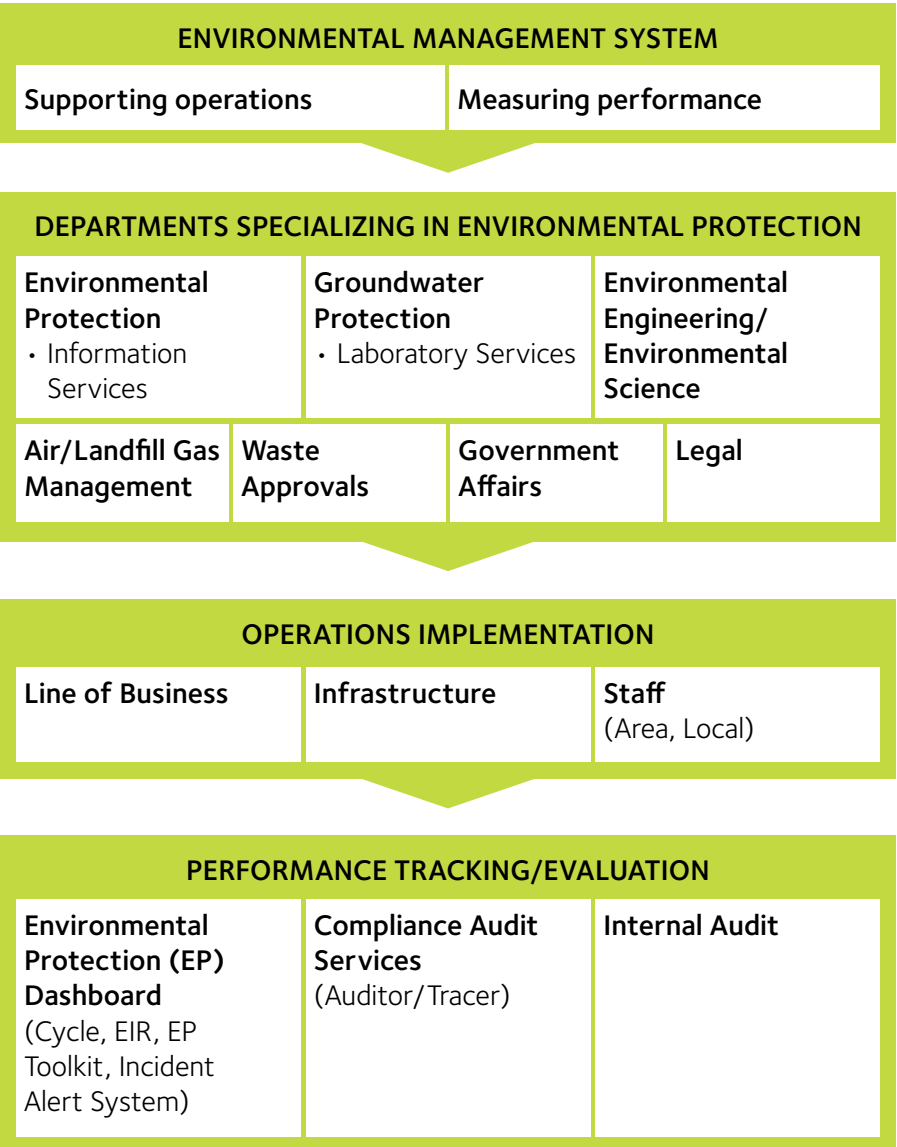 ENVIRONMENTAL MANAGEMENT SYSTEM
Supporting operations
Measuring performance
DEPARTMENTS SPECIALIZING IN ENVIRONMENTAL PROTECTION
Environmental
Protection
• Information
Services
Groundwater
Protection
• Laboratory Services
Environmental
Engineering/
Environmental
Science
Air/Landfill Gas
Management
Waste
Approvals
Government
Affairs
Legal
OPERATIONS IMPLEMENTATION
Line of Business
Infrastructure
Staff
(Area, Local)
PERFORMANCE TRACKING/EVALUATION
Environmental
Protection (EP)
Dashboard
(Cycle, EIR, EP
Toolkit, Incident
Alert System)
Compliance Audit
Services
(Auditor/Tracer)
Internal Audit